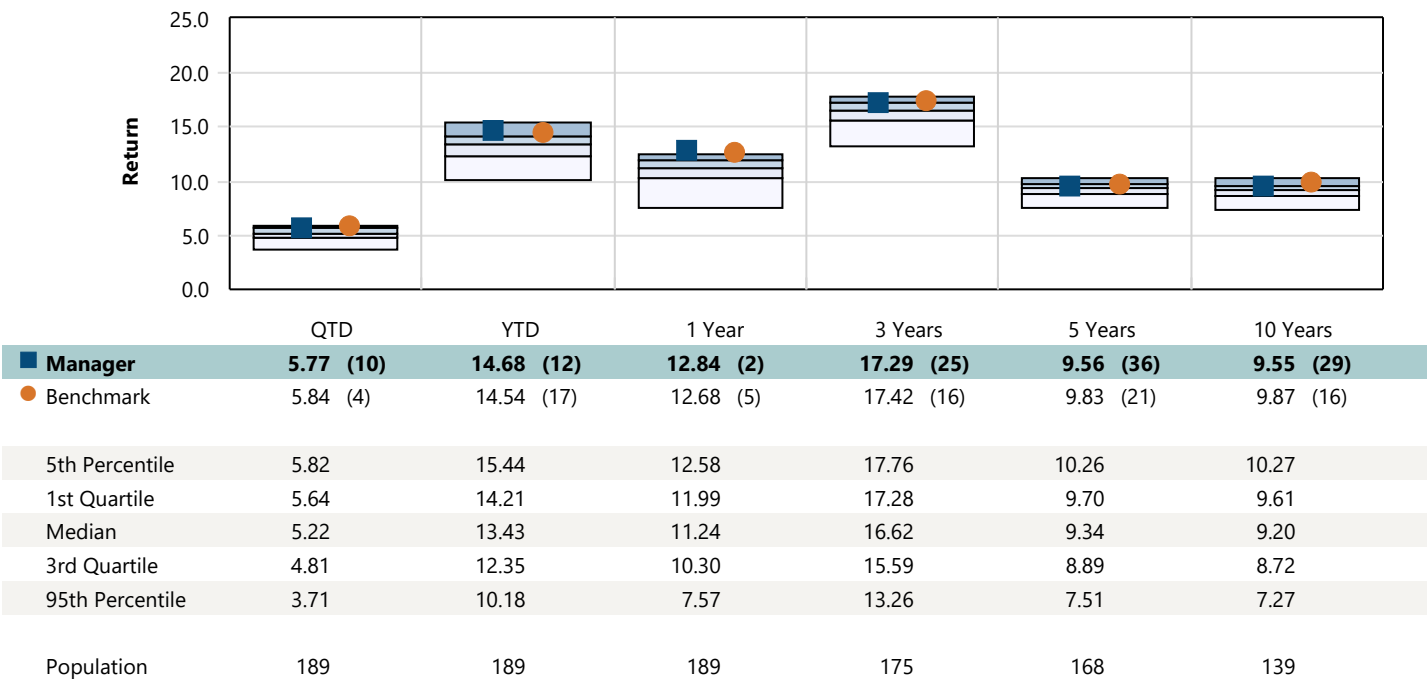 25.0
20.0
15.0
10.0
5.0
0.0
Return
QTD YTD 1 Year 3 Years 5 Years 10 Years
Manager 5.77 (10) 14.68 (12) 12.84 (2) 17.29 (25) 9.56 (36) 9.55 (29)
Benchmark 5.84 (4) 14.54 (17) 12.68 (5) 17.42 (16) 9.83 (21) 9.87 (16)
5th Percentile 5.82 15.44 12.58 17.76 10.26 10.27
1st Quartile 5.64 14.21 11.99 17.28 9.70 9.61
Median 5.22 13.43 11.24 16.62 9.34 9.20
3rd Quartile 4.81 12.35 10.30 15.59 8.89 8.72
95th Percentile 3.71 10.18 7.57 13.26 7.51 7.27
Population 189 189 189 175 168 139